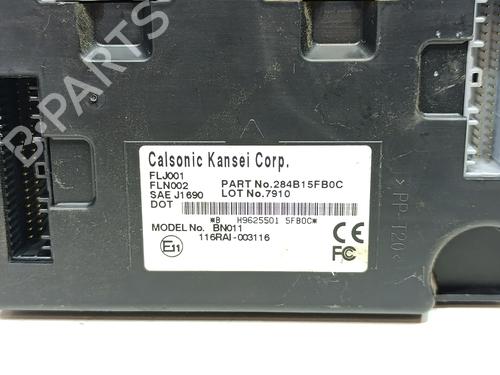 B-PARTS
Calsonic Kansei Corp.
FLJ001
FLN002 PART No.284B15FB0C
SAE J1690 LOT No.7910
DOT
*B H9625501 5FB0C*
MODEL No. BN011
116RAI-003116
E11
CE
FC
>PP-T20<